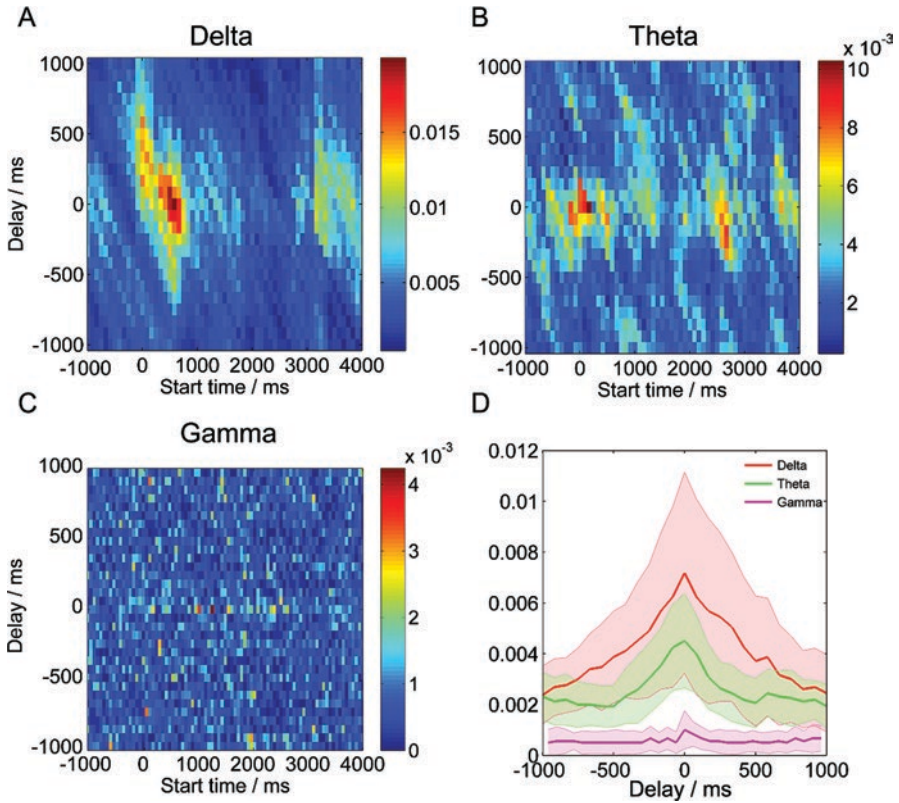 A
Delta
1000
500
0
-500
-1000
Delay / ms
-1000 0 1000 2000 3000 4000
Start time / ms
0.015
0.01
0.005
B
Theta
1000
500
0
-500
-1000
-1000 0 1000 2000 3000 4000
Start time / ms
x 10-3
10
8
6
4
2
C
Gamma
1000
500
0
-500
-1000
Delay / ms
-1000 0 1000 2000 3000 4000
Start time / ms
x 10-3
4
3
2
1
0
D
0.012
0.01
0.008
0.006
0.004
0.002
0
-1000 -500 0 500 1000
Delay / ms
Delta
Theta
Gamma